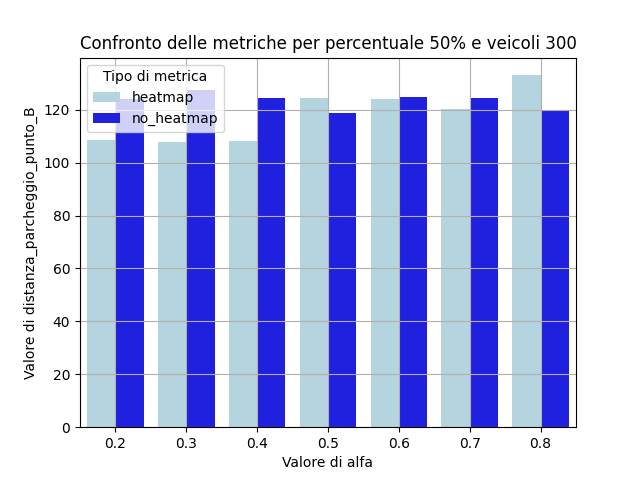 Confronto delle metriche per percentuale 50% e veicoli 300
Tipo di metrica
heatmap
no_heatmap
Valore di distanza_parcheggio_punto_B
120
100
80
60
40
20
0
0.2 0.3 0.4 0.5 0.6 0.7 0.8
Valore di alfa